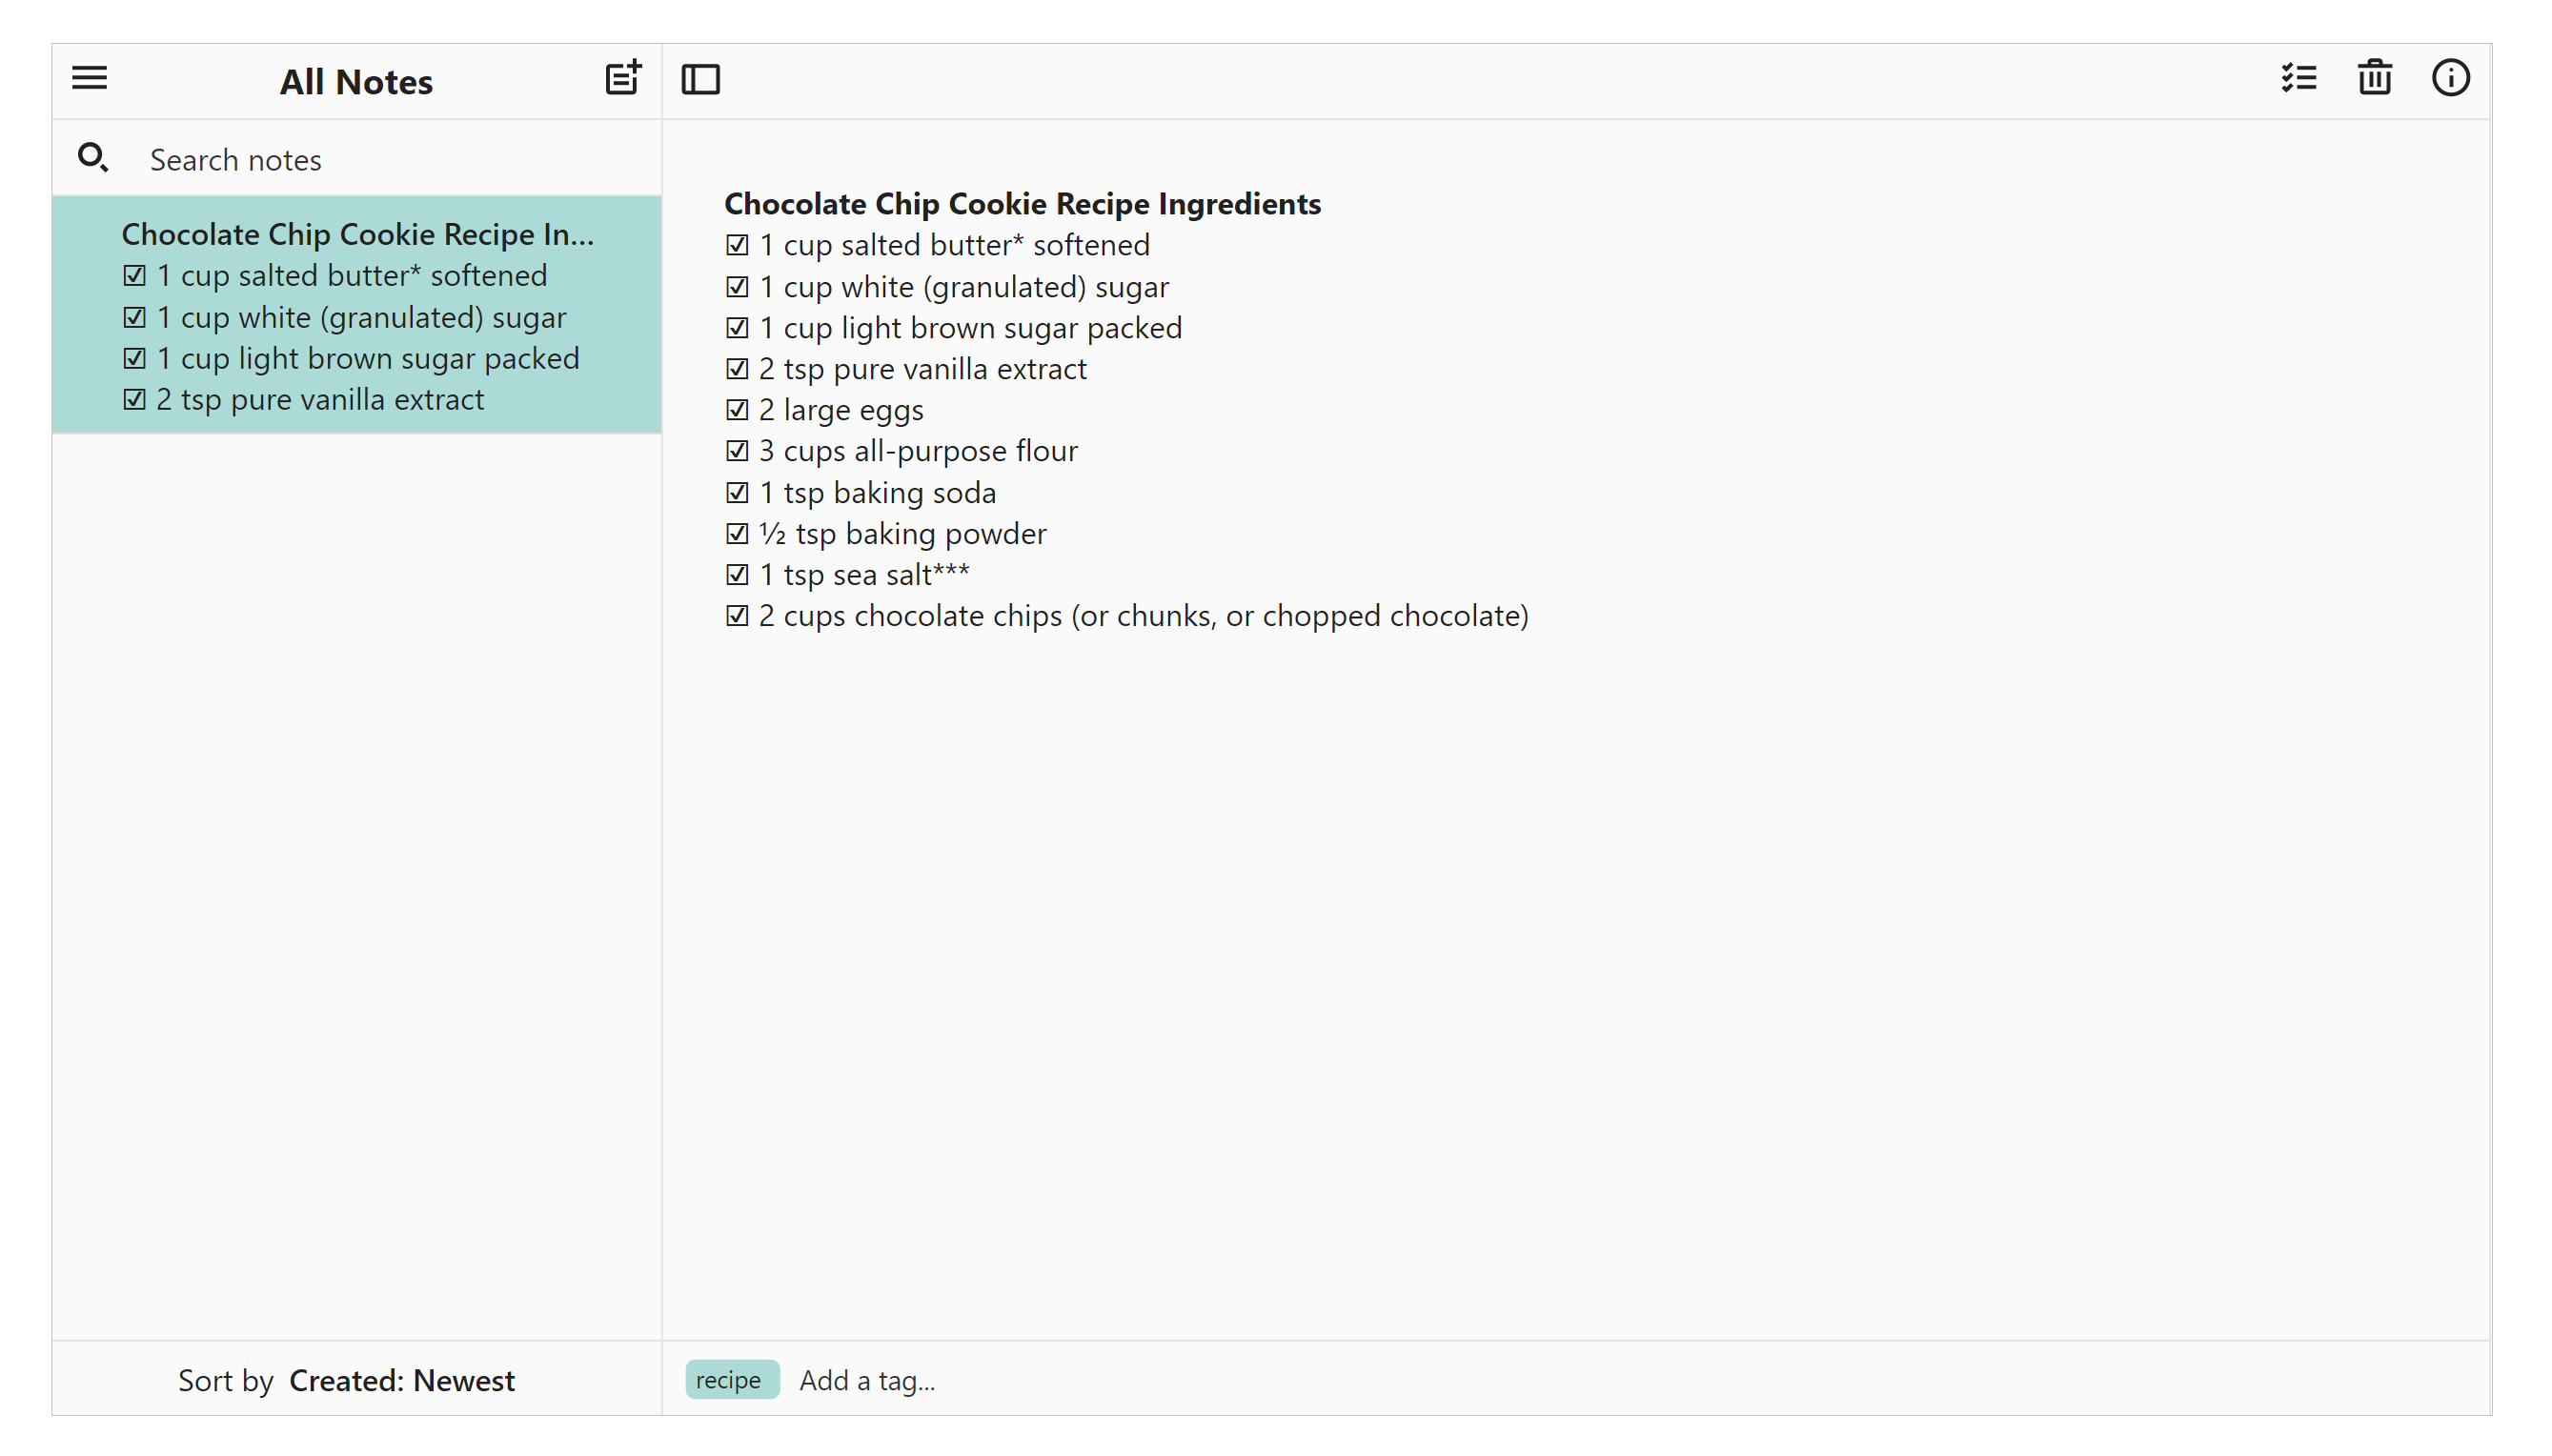 All Notes
Search notes
Chocolate Chip Cookie Recipe In...
☑ 1 cup salted butter* softened
☑ 1 cup white (granulated) sugar
☑ 1 cup light brown sugar packed
☑ 2 tsp pure vanilla extract
Sort by Created: Newest
Chocolate Chip Cookie Recipe Ingredients
☑ 1 cup salted butter* softened
☑ 1 cup white (granulated) sugar
☑ 1 cup light brown sugar packed
☑ 2 tsp pure vanilla extract
☑ 2 large eggs
☑ 3 cups all-purpose flour
☑ 1 tsp baking soda
☑ ½ tsp baking powder
☑ 1 tsp sea salt***
☑ 2 cups chocolate chips (or chunks, or chopped chocolate)
recipe Add a tag...